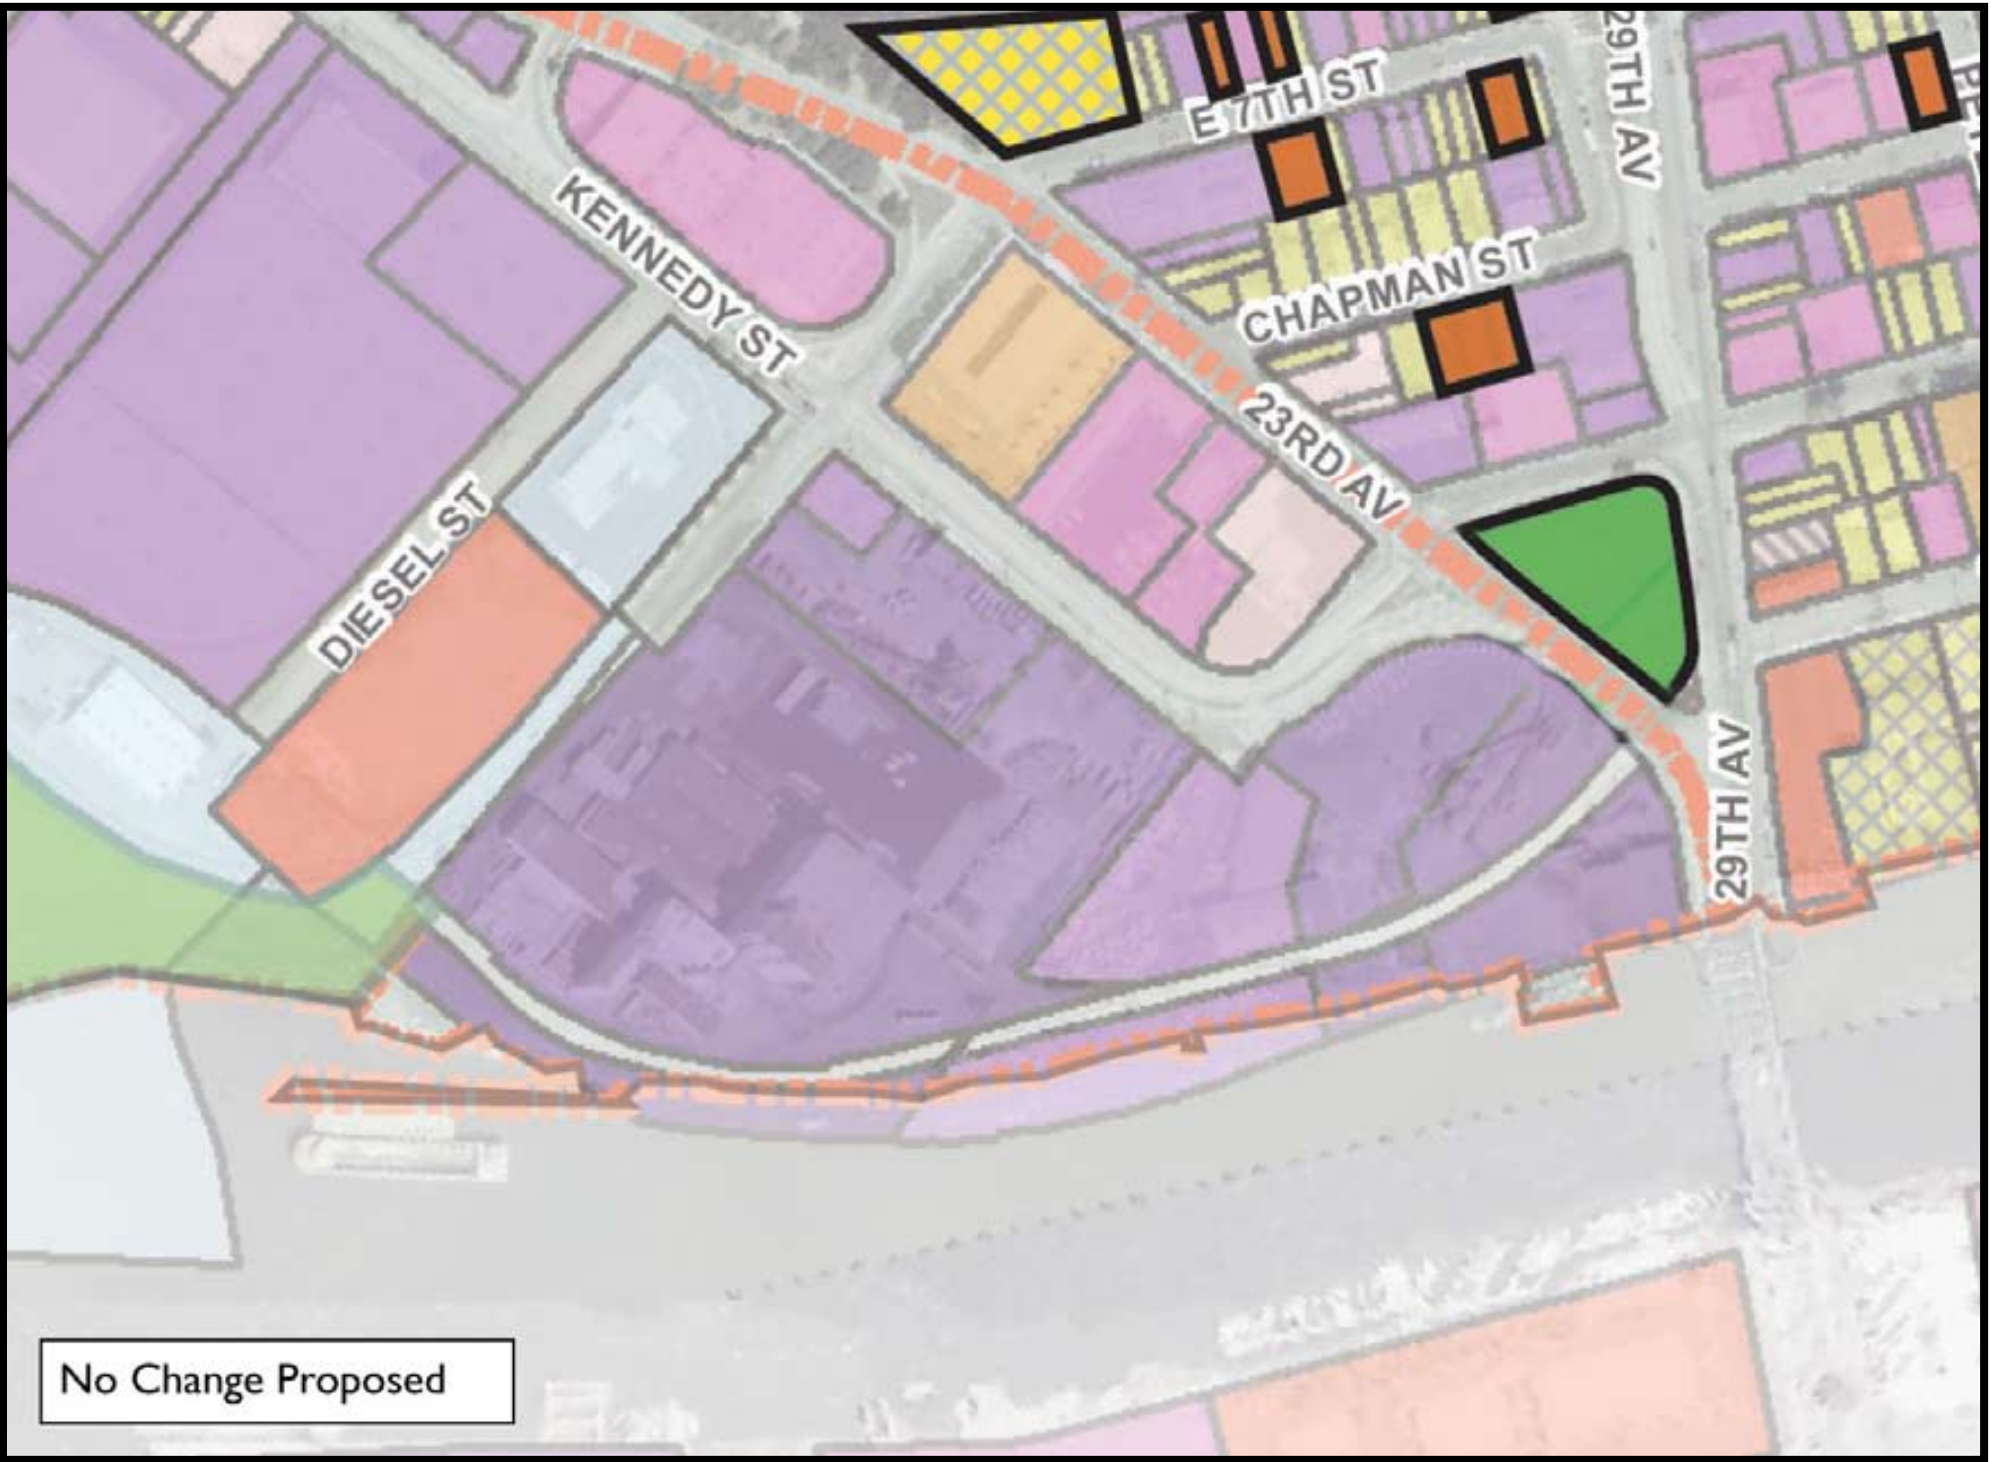 29TH AV
E 7TH ST
KENNEDY ST
CHAPMAN ST
23RD AV
DIESEL ST
29TH AV
No Change Proposed